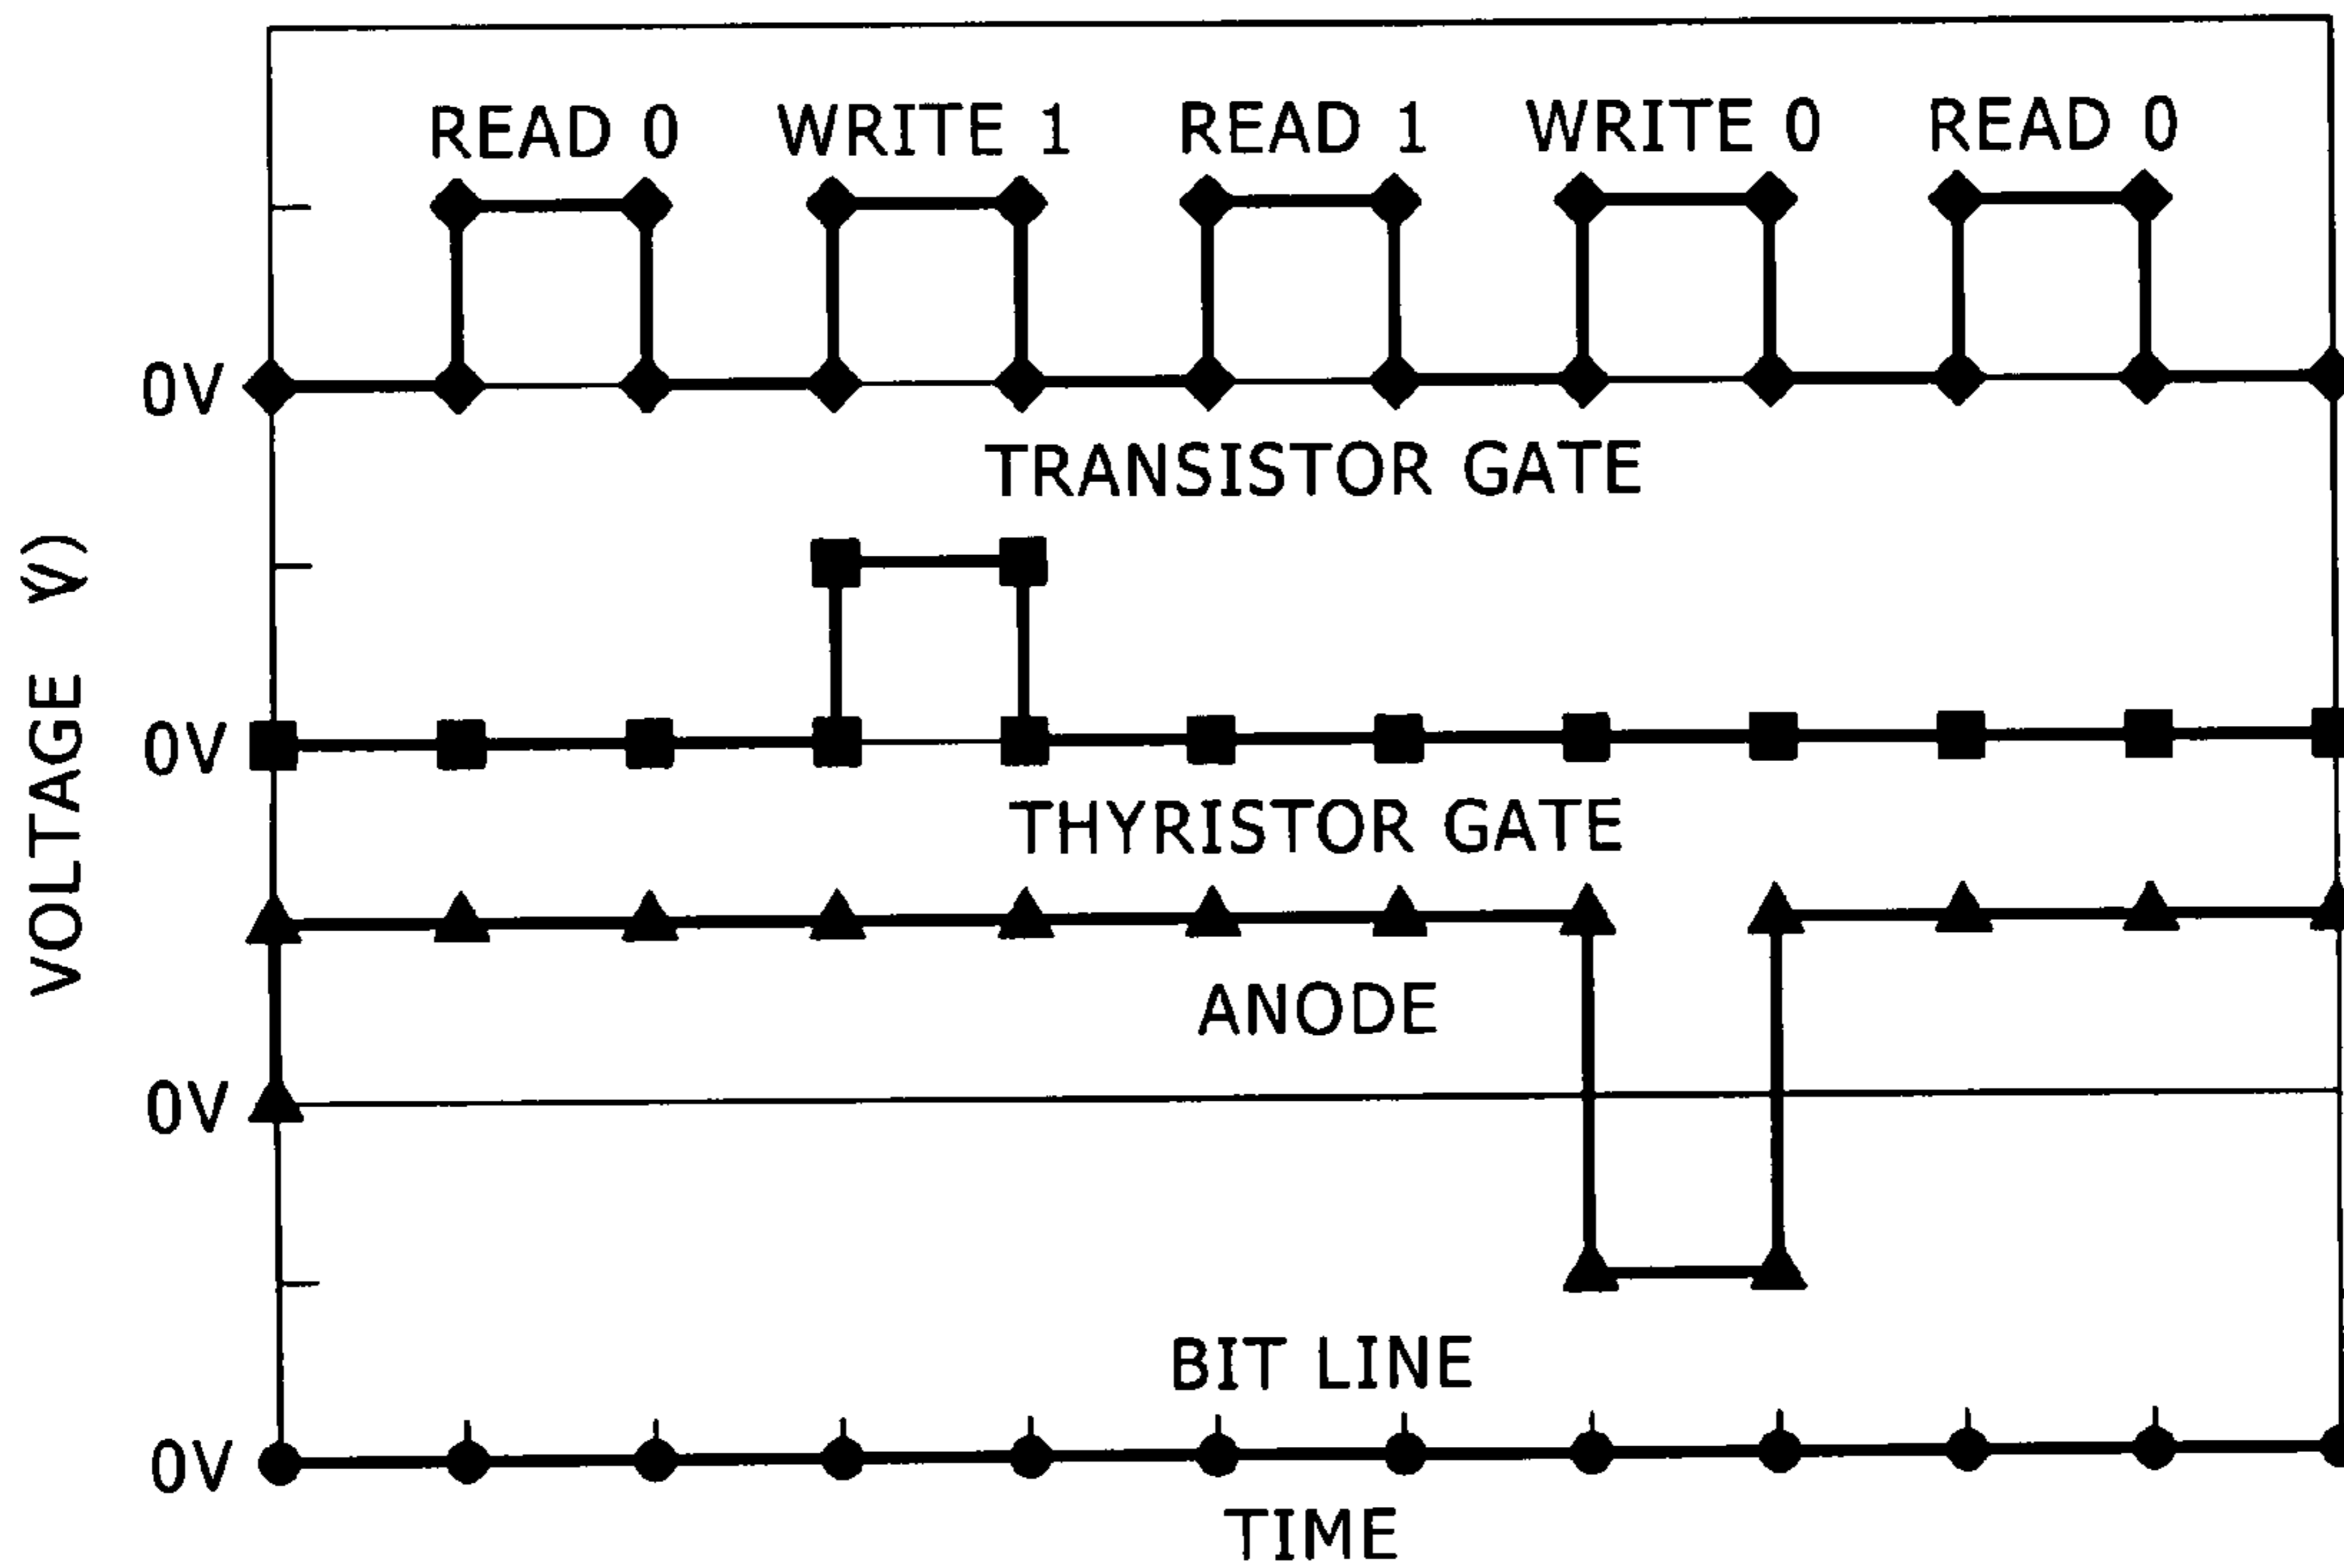 READ 0 WRITE 1 READ 1 WRITE 0 READ 0
0V
TRANSISTOR GATE
VOLTAGE (V)
0V
THYRISTOR GATE
ANODE
0V
BIT LINE
0V
TIME